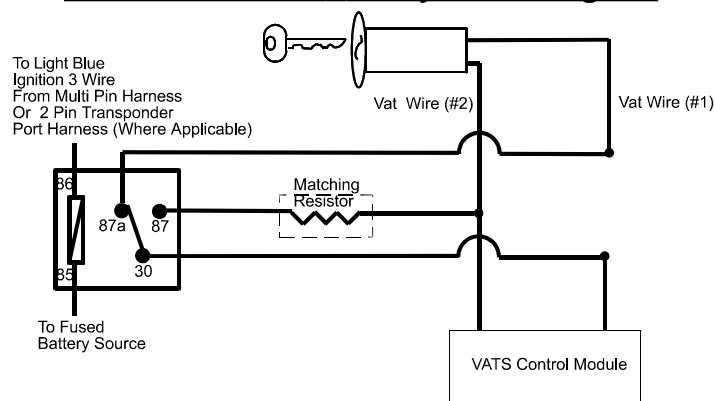 To Light Blue
Ignition 3 Wire
From Multi Pin Harness
Or 2 Pin Transponder
Port Harness (Where Applicable)
Vat Wire (#2)
Vat Wire (#1)
86
87a
87
Matching
Resistor
85
30
To Fused
Battery Source
VATS Control Module